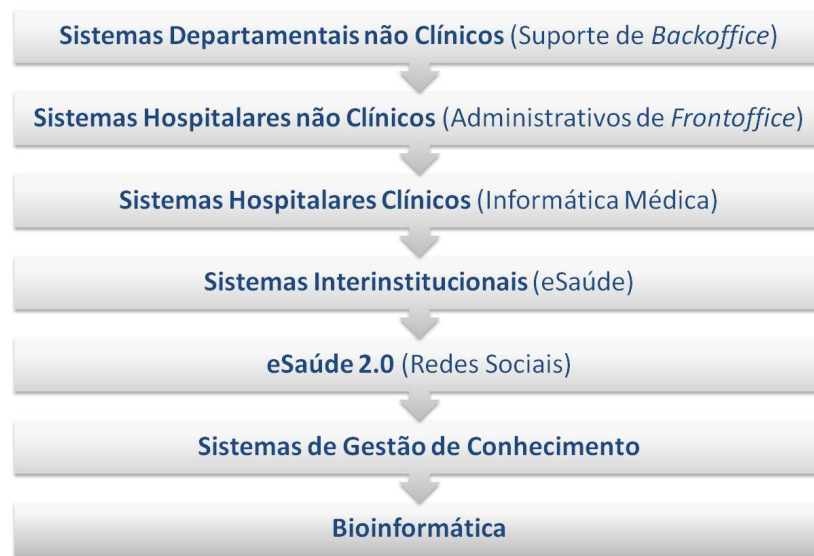 Sistemas Departamentais não Clínicos (Suporte de Backoffice)
Sistemas Hospitalares não Clínicos (Administrativos de Frontoffice)
Sistemas Hospitalares Clínicos (Informática Médica)
Sistemas Interinstitucionais (eSaúde)
eSaúde 2.0 (Redes Sociais)
Sistemas de Gestão de Conhecimento
Bioinformática